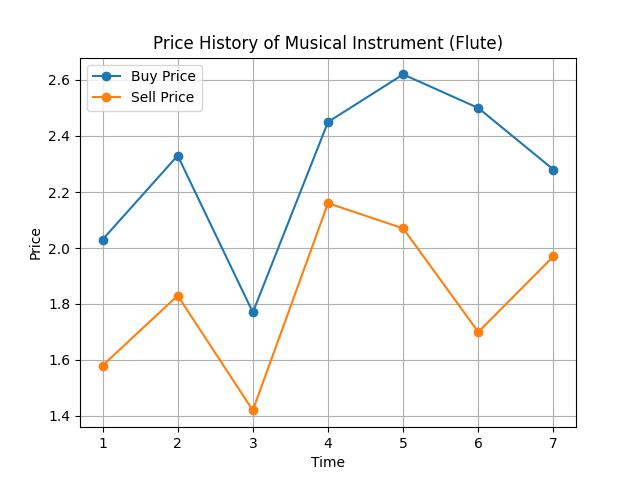 Price History of Musical Instrument (Flute)
Buy Price
Sell Price
2.6
2.4
2.2
2.0
1.8
1.6
1.4
Price
1 2 3 4 5 6 7
Time